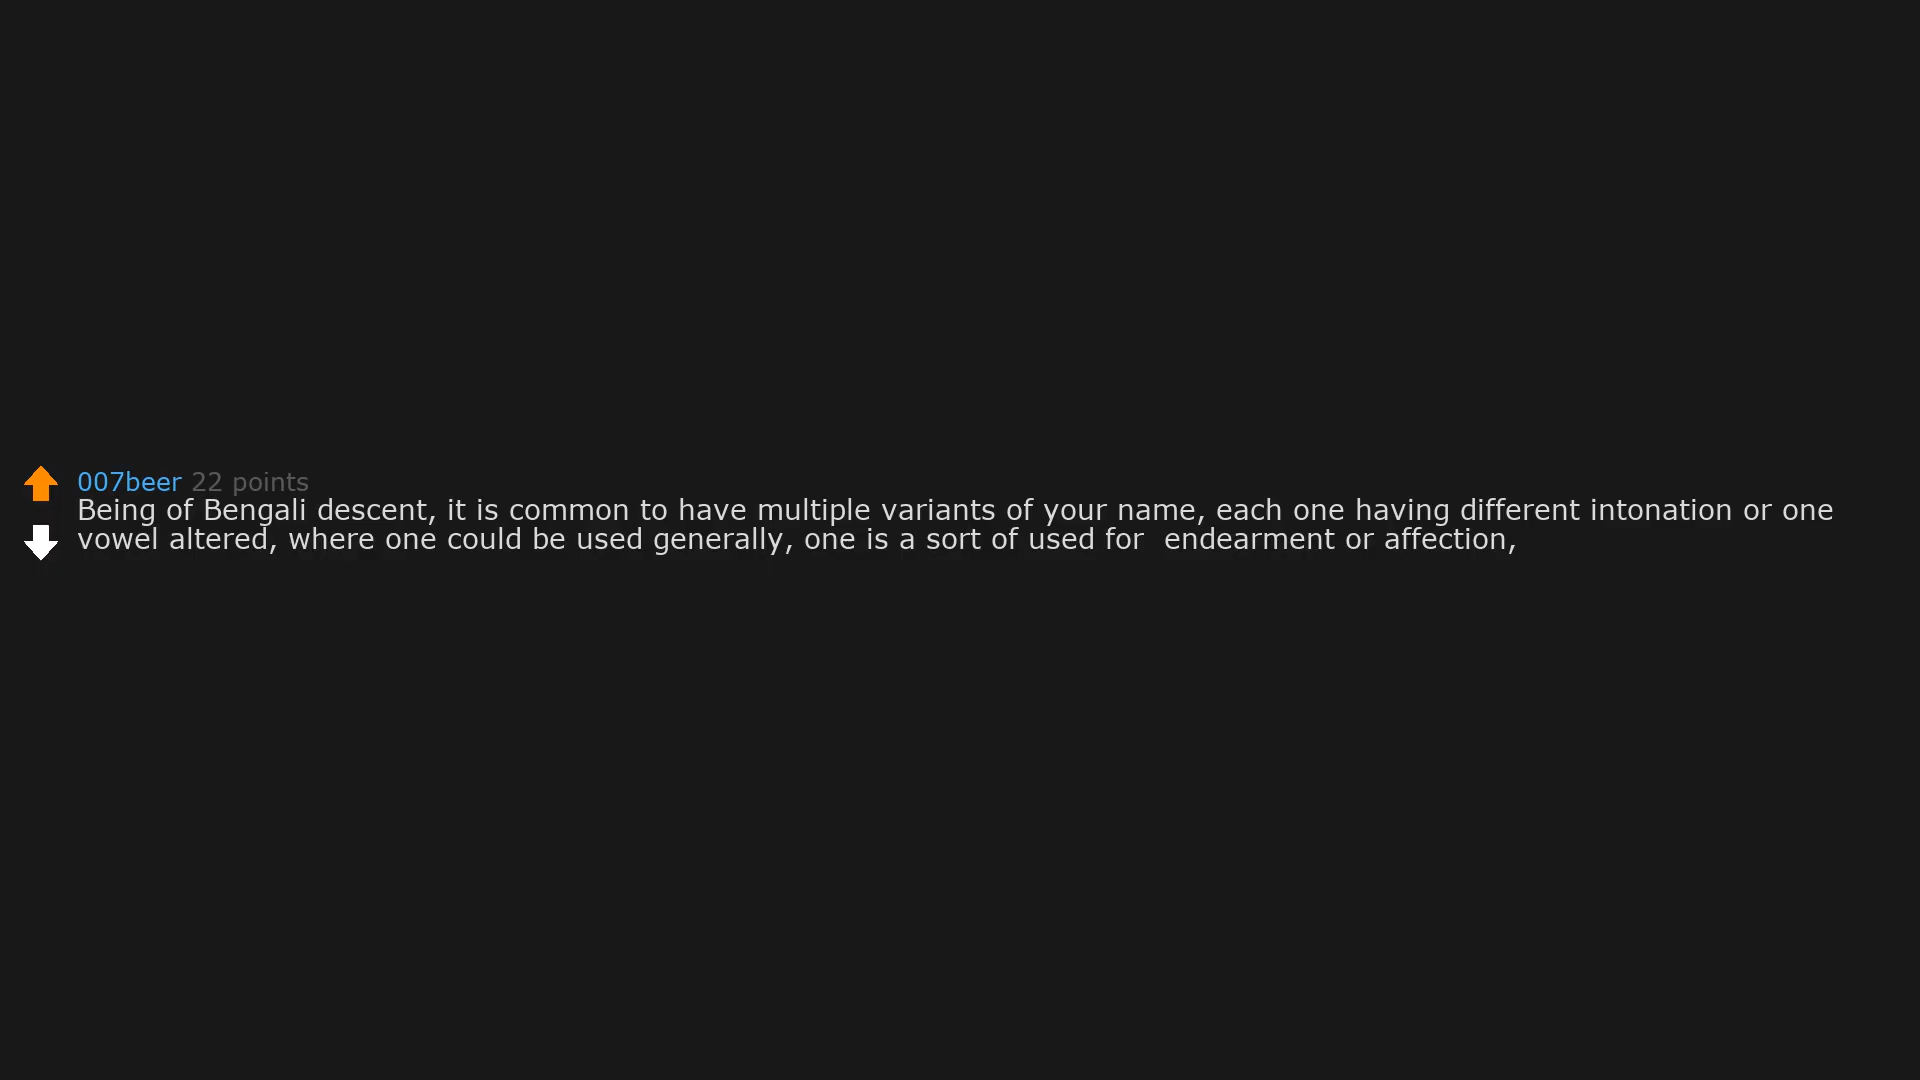 007beer 22 points
Being of Bengali descent, it is common to have multiple variants of your name, each one having different intonation or one
vowel altered, where one could be used generally, one is a sort of used for  endearment or affection,